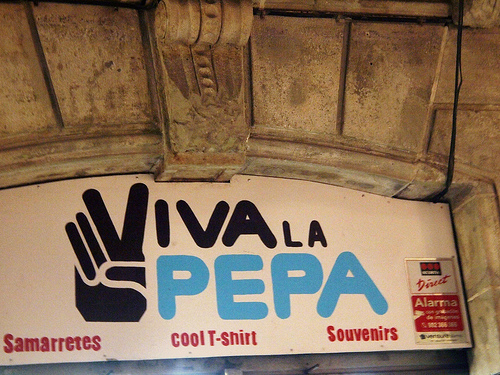 VIVA LA
PEPA
Samarretes
COOL T-shirt
Souvenirs
Direct
Alarma